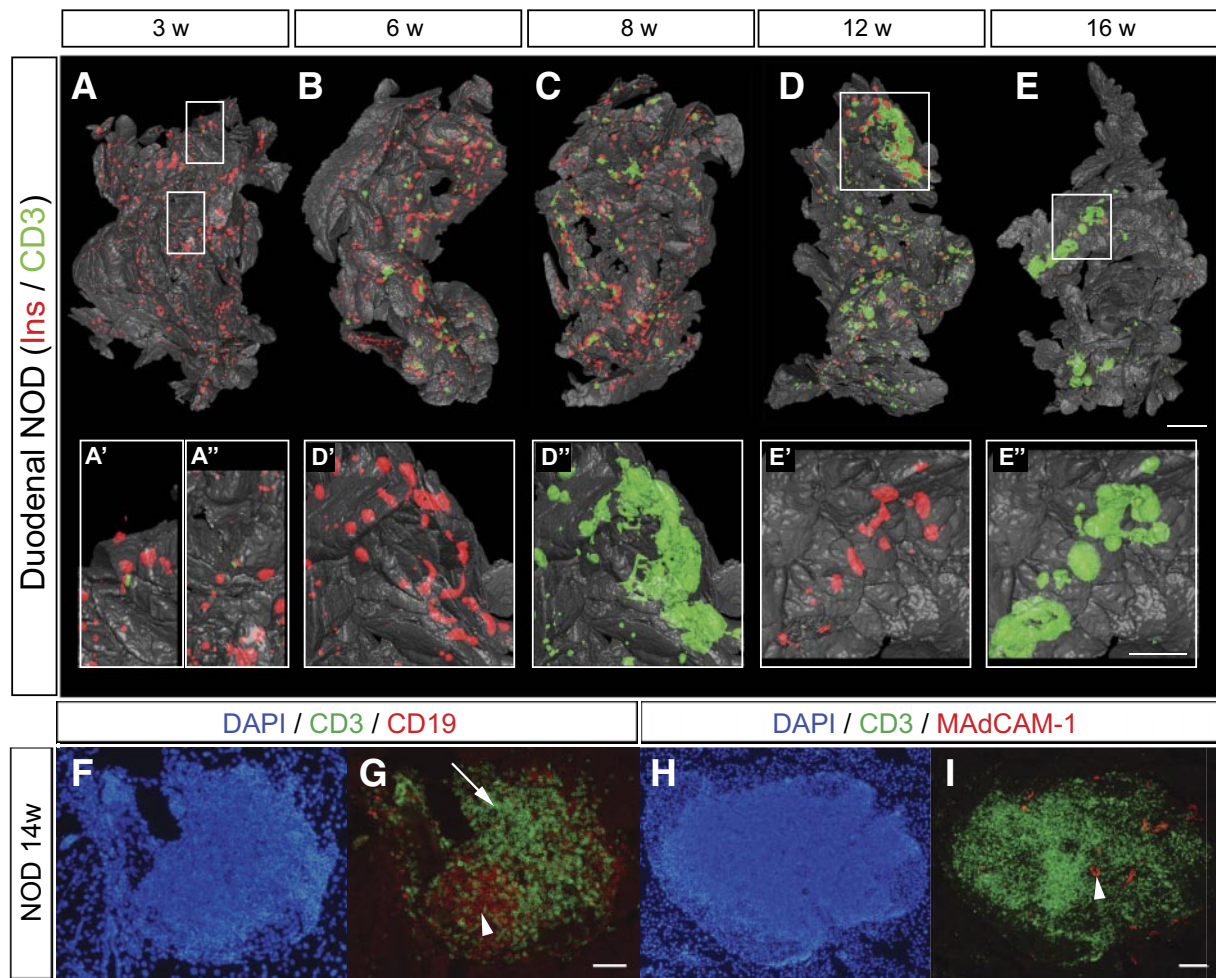 3 w
6 w
8 w
12 w
16 w
Duodenal NOD (Ins / CD3)
A
B
C
D
E
A'
A''
D'
D''
E'
E''
DAPI / CD3 / CD19
DAPI / CD3 / MAdCAM-1
NOD 14w
F
G
H
I